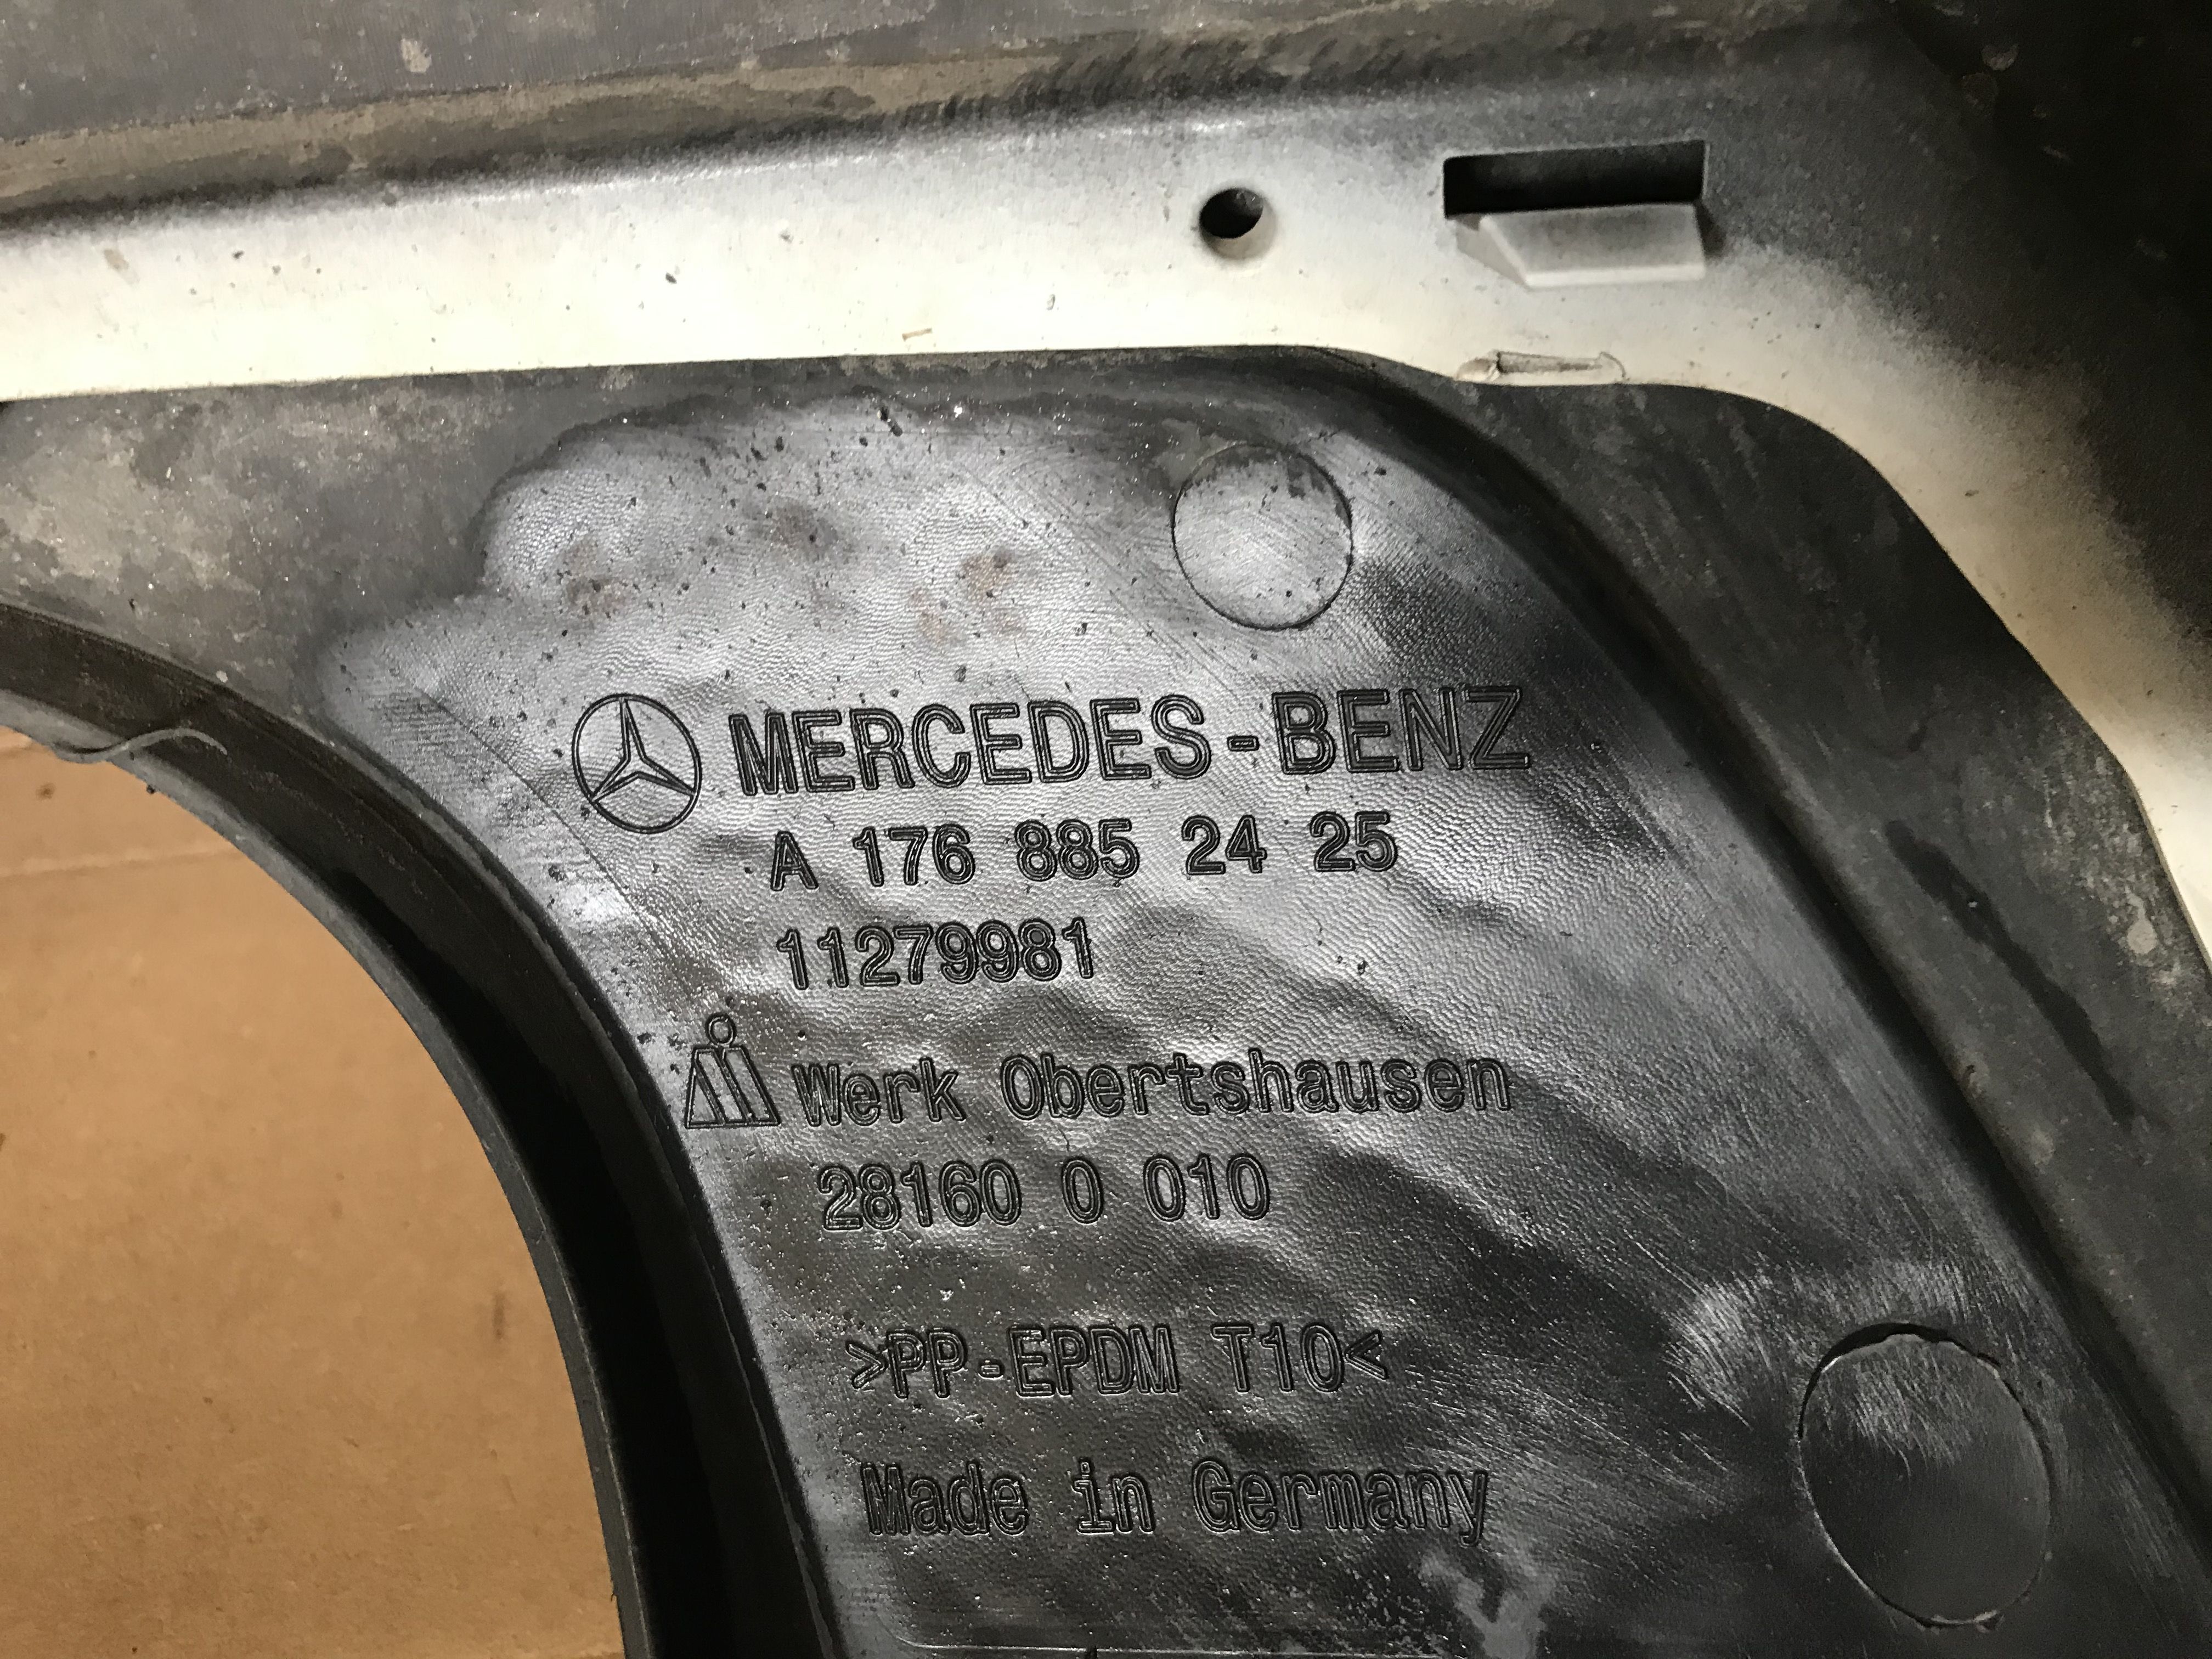 MERCEDES-BENZ
A 176 885 24 25
11279981
Werk Obertshausen
28160 0 010
>PP-EPDM T10<
Made in Germany